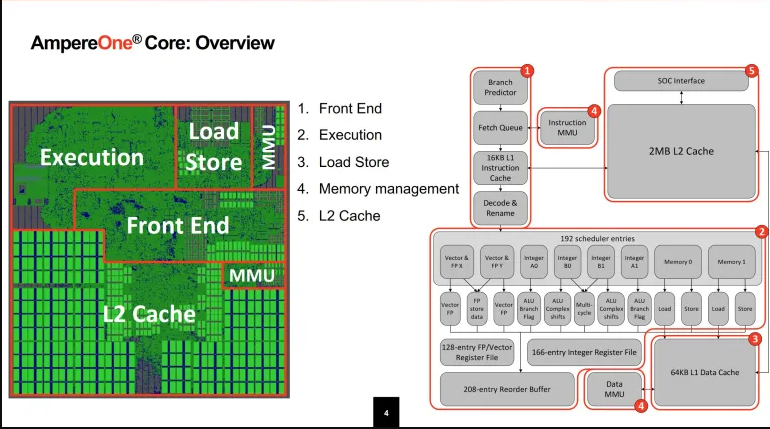 AmpereOne® Core: Overview
Execution
Load
Store
MMU
Front End
MMU
L2 Cache
1. Front End
2. Execution
3. Load Store
4. Memory management
5. L2 Cache
1
Branch
Predictor
Fetch Queue
4
Instruction
MMU
16KB L1
Instruction
Cache
Decode &
Rename
5
SOC Interface
2MB L2 Cache
2
192 scheduler entries
Vector &
FP X
Vector &
FP Y
Integer
A0
Integer
B0
Integer
B1
Integer
A1
Memory 0
Memory 1
Vector
FP
FP
store
data
Vector
FP
ALU
Branch
Flag
ALU
Complex
shifts
Multi-
cycle
ALU
Complex
shifts
ALU
Branch
Flag
Load
Store
Load
Store
128-entry FP/Vector
Register File
166-entry Integer Register File
208-entry Reorder Buffer
3
64KB L1 Data Cache
Data
MMU
4
4